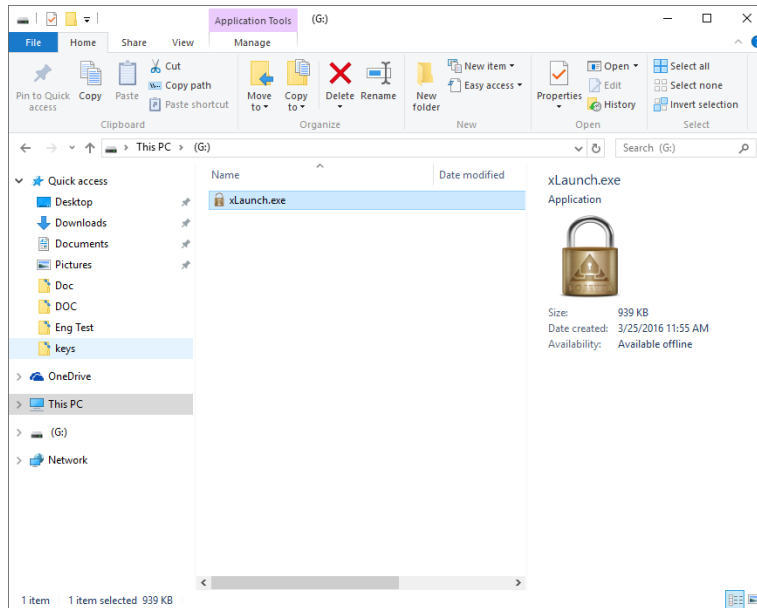 Application Tools
(G:)
File
Home
Share
View
Manage
Pin to Quick access
Copy
Paste
Cut
Copy path
Paste shortcut
Clipboard
Move to
Copy to
Delete
Rename
Organize
New folder
New item
Easy access
New
Properties
Open
Edit
History
Open
Select all
Select none
Invert selection
Select
This PC
(G:)
Search (G:)
Quick access
Desktop
Downloads
Documents
Pictures
Doc
DOC
Eng Test
keys
OneDrive
This PC
(G:)
Network
Name
Date modified
xLaunch.exe
xLaunch.exe
Application
Size: 939 KB
Date created: 3/25/2016 11:55 AM
Availability: Available offline
1 item
1 item selected 939 KB